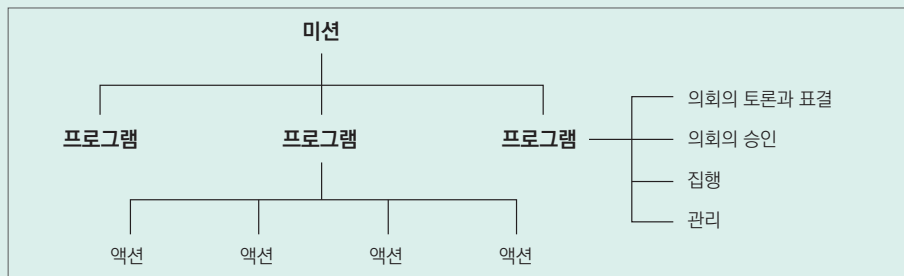 미션
프로그램 프로그램 프로그램
의회의 토론과 표결
의회의 승인
집행
관리
액션 액션 액션 액션